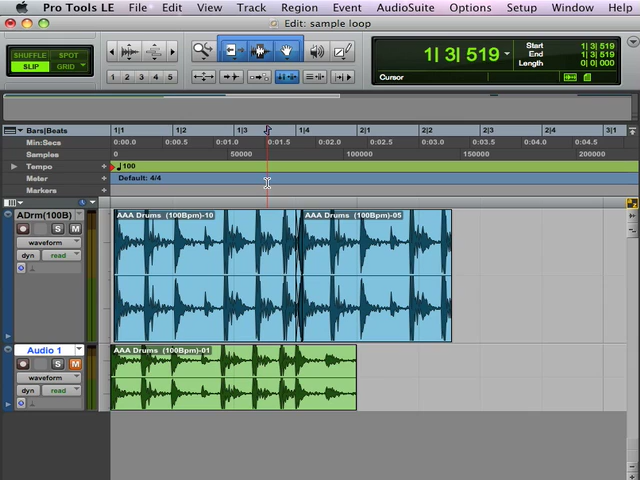 Pro Tools LE File Edit View Track Region Event AudioSuite Options Setup Window Help
Edit: sample loop
SHUFFLE SPOT
SLIP GRID
1 2 3 4 5
1| 3| 519
Start 1| 3| 519
End 1| 3| 519
Length 0| 0| 000
Cursor
Bars|Beats 1|1 1|2 1|3 1|4 2|1 2|2 2|3 2|4 3|1
Min:Secs 0:00.0 0:00.5 0:01.0 0:01.5 0:02.0 0:02.5 0:03.0 0:03.5 0:04.0 0:04.5
Samples 0 50000 100000 150000 200000
Tempo 100
Meter Default: 4/4
Markers
ADrm(100B)
S M
waveform
dyn read
AAA Drums (100Bpm)-10 AAA Drums (100Bpm)-05
Audio 1
S M
waveform
dyn read
AAA Drums (100Bpm)-01